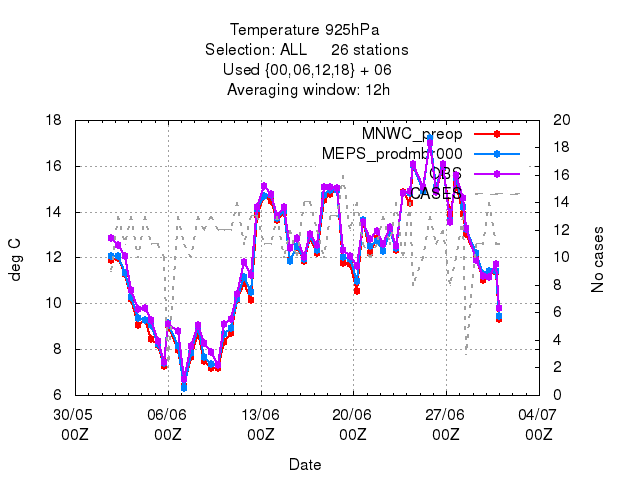 Temperature 925hPa
Selection: ALL 26 stations
Used {00,06,12,18} + 06
Averaging window: 12h
MNWC_preop
MEPS_prodmbr000
OBS
CASES
deg C
18
16
14
12
10
8
6
No cases
20
18
16
14
12
10
8
6
4
2
0
30/05 06/06 13/06 20/06 27/06 04/07
00Z 00Z 00Z 00Z 00Z 00Z
Date